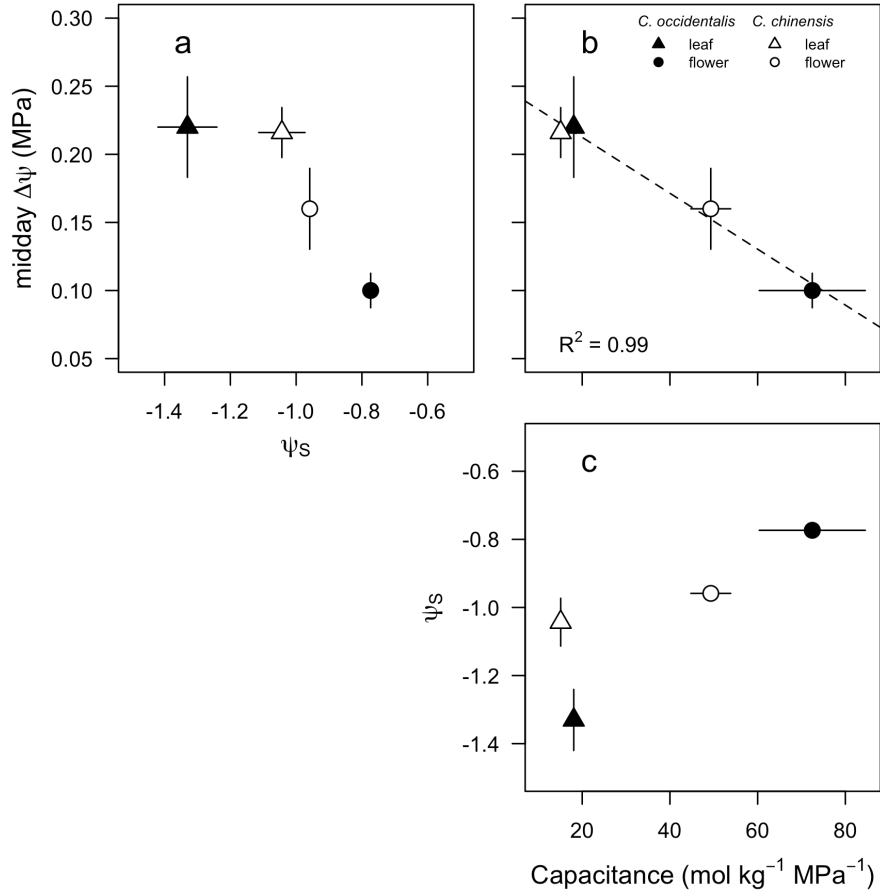 a
midday Δψ (MPa)
0.30
0.25
0.20
0.15
0.10
0.05
-1.4 -1.2 -1.0 -0.8 -0.6
ψS
b
C. occidentalis C. chinensis
leaf leaf
flower flower
R² = 0.99
c
ψS
-0.6
-0.8
-1.0
-1.2
-1.4
20 40 60 80
Capacitance (mol kg⁻¹ MPa⁻¹)